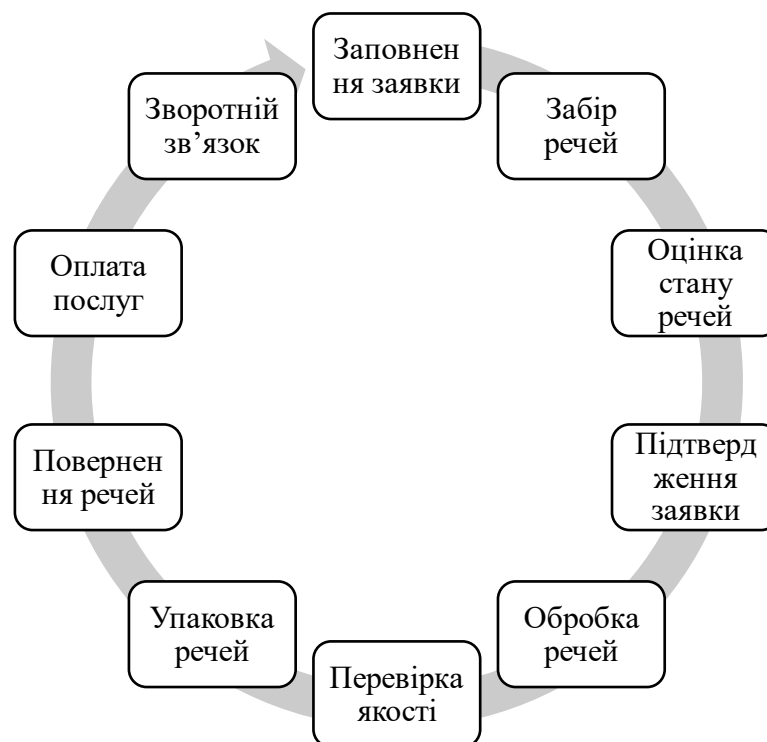 Заповнен
ня заявки
Забір
речей
Оцінка
стану
речей
Підтверд
ження
заявки
Обробка
речей
Перевірка
якості
Упаковка
речей
Повернен
ня речей
Оплата
послуг
Зворотній
зв’язок